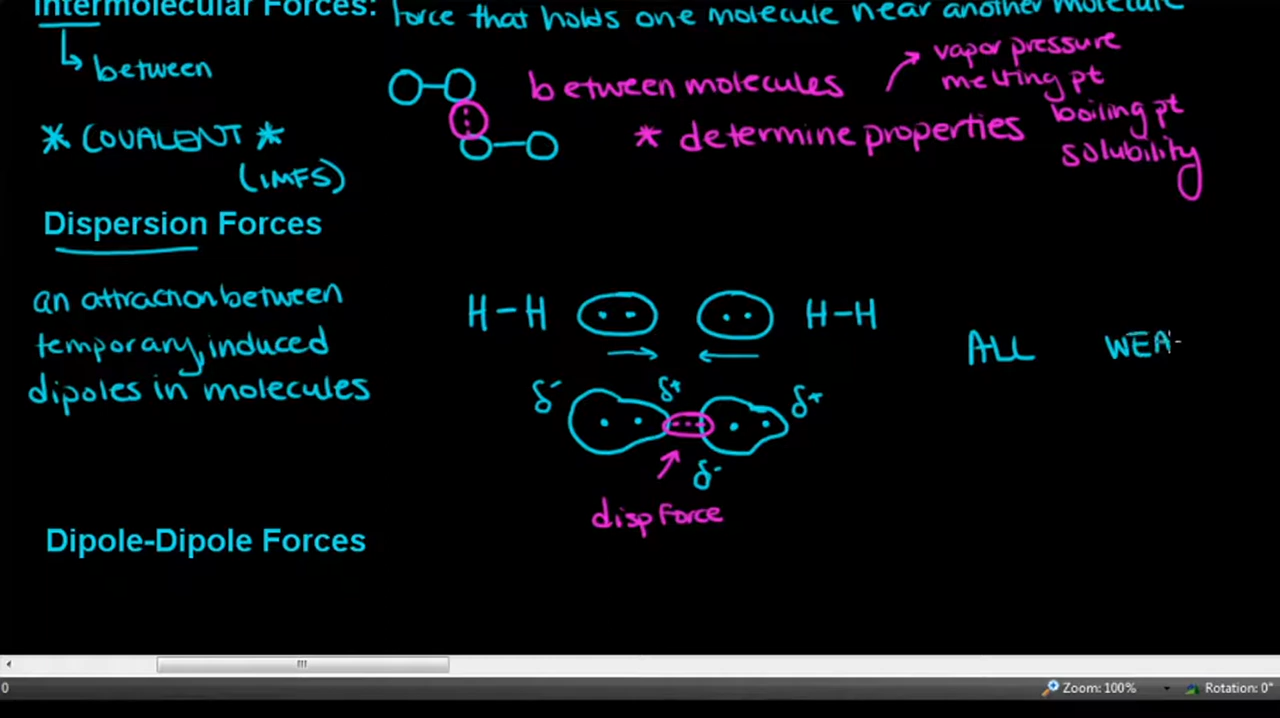 Intermolecular Forces: force that holds one molecule near another molecule
between
between molecules
vapor pressure
melting pt
boiling pt
solubility
* COVALENT *
* determine properties
(IMFS)
Dispersion Forces
an attraction between
temporary, induced
dipoles in molecules
H-H
H-H
ALL WEA
δ- δ+ δ+
δ-
disp force
Dipole-Dipole Forces
0 Zoom: 100% Rotation: 0°